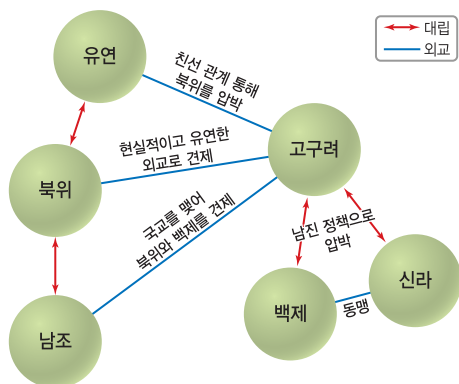 대립
외교
유연
친선 관계 통해
북위를 압박
현실적이고 유연한
외교로 견제
고구려
북위
국교를 맺어
북위와 백제를 견제
남진 정책으로
압박
신라
백제
동맹
남조